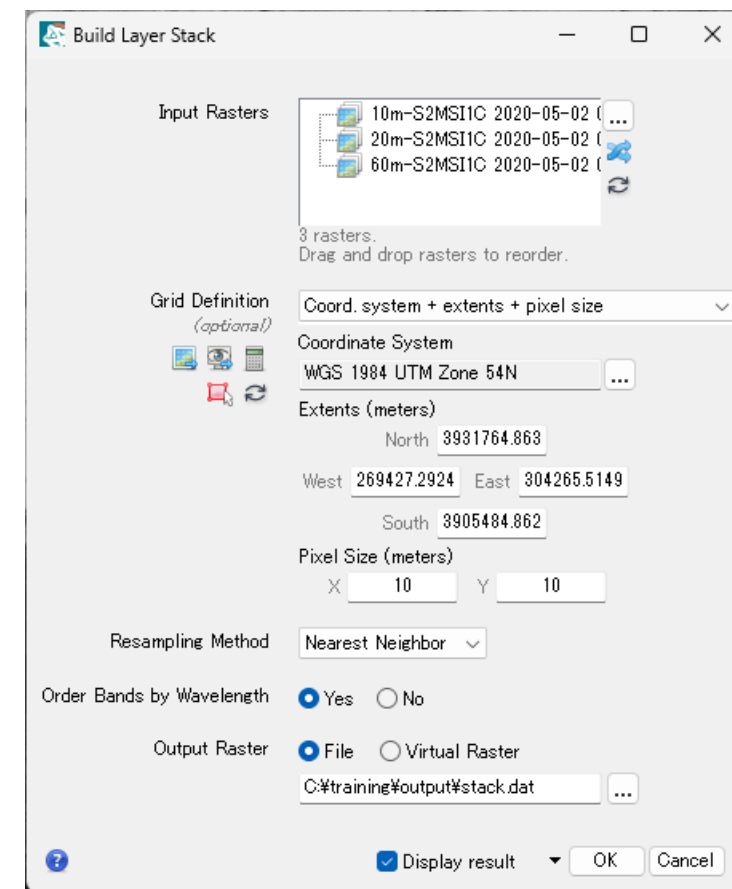 Build Layer Stack
Input Rasters
10m-S2MSI1C 2020-05-02 (
20m-S2MSI1C 2020-05-02 (
60m-S2MSI1C 2020-05-02 (
...
3 rasters.
Drag and drop rasters to reorder.
Grid Definition
(optional)
Coord. system + extents + pixel size
Coordinate System
WGS 1984 UTM Zone 54N
...
Extents (meters)
North 3931764.863
West 269427.2924 East 304265.5149
South 3905484.862
Pixel Size (meters)
X 10 Y 10
Resampling Method Nearest Neighbor
Order Bands by Wavelength Yes No
Output Raster File Virtual Raster
C:¥training¥output¥stack.dat ...
? Display result OK Cancel